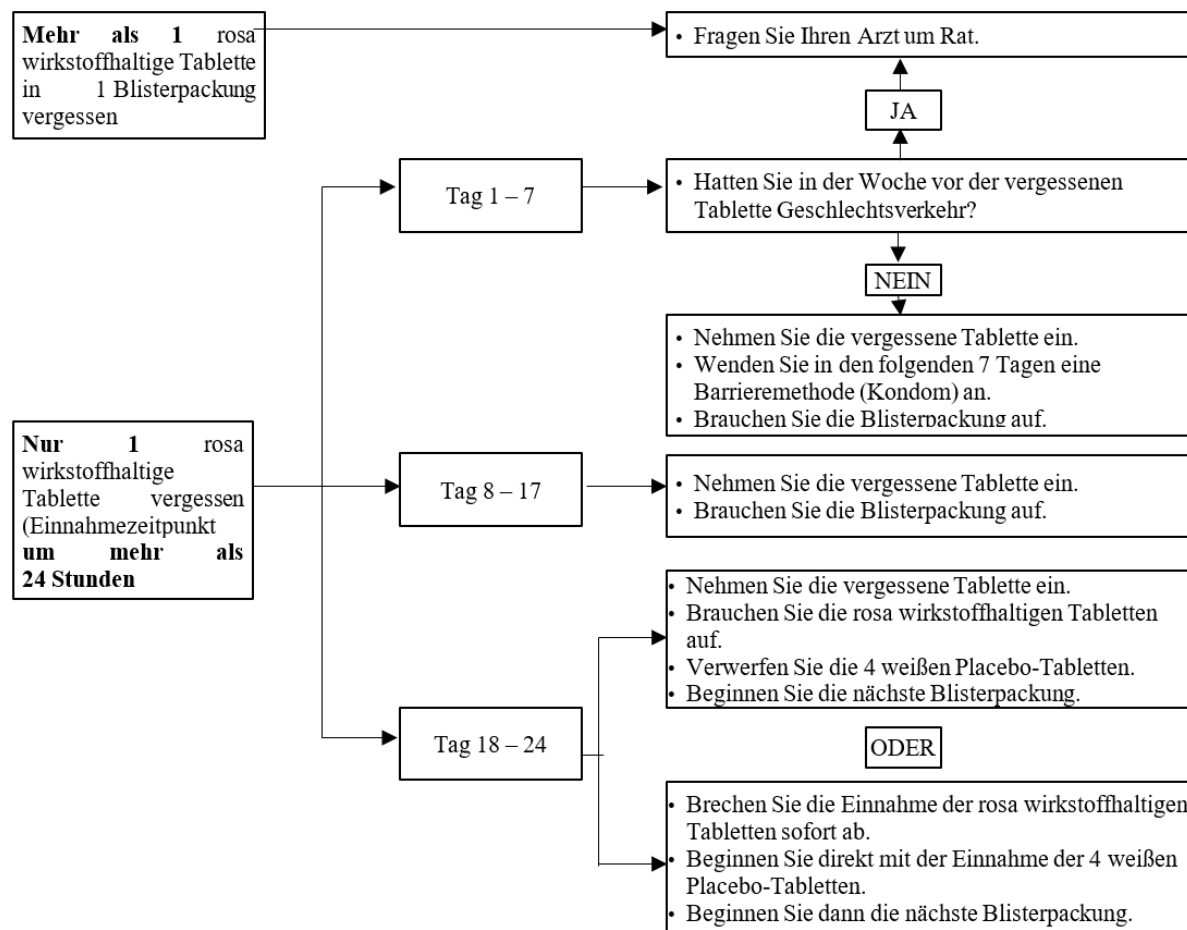 Mehr als 1 rosa
wirkstoffhaltige Tablette
in 1 Blisterpackung
vergessen
• Fragen Sie Ihren Arzt um Rat.
JA
Tag 1 – 7
• Hatten Sie in der Woche vor der vergessenen
Tablette Geschlechtsverkehr?
NEIN
• Nehmen Sie die vergessene Tablette ein.
• Wenden Sie in den folgenden 7 Tagen eine
Barrieremethode (Kondom) an.
• Brauchen Sie die Blisterpackung auf.
Nur 1 rosa
wirkstoffhaltige
Tablette vergessen
(Einnahmezeitpunkt
um mehr als
24 Stunden
Tag 8 – 17
• Nehmen Sie die vergessene Tablette ein.
• Brauchen Sie die Blisterpackung auf.
Tag 18 – 24
• Nehmen Sie die vergessene Tablette ein.
• Brauchen Sie die rosa wirkstoffhaltigen Tabletten
auf.
• Verwerfen Sie die 4 weißen Placebo-Tabletten.
• Beginnen Sie die nächste Blisterpackung.
ODER
• Brechen Sie die Einnahme der rosa wirkstoffhaltigen
Tabletten sofort ab.
• Beginnen Sie direkt mit der Einnahme der 4 weißen
Placebo-Tabletten.
• Beginnen Sie dann die nächste Blisterpackung.